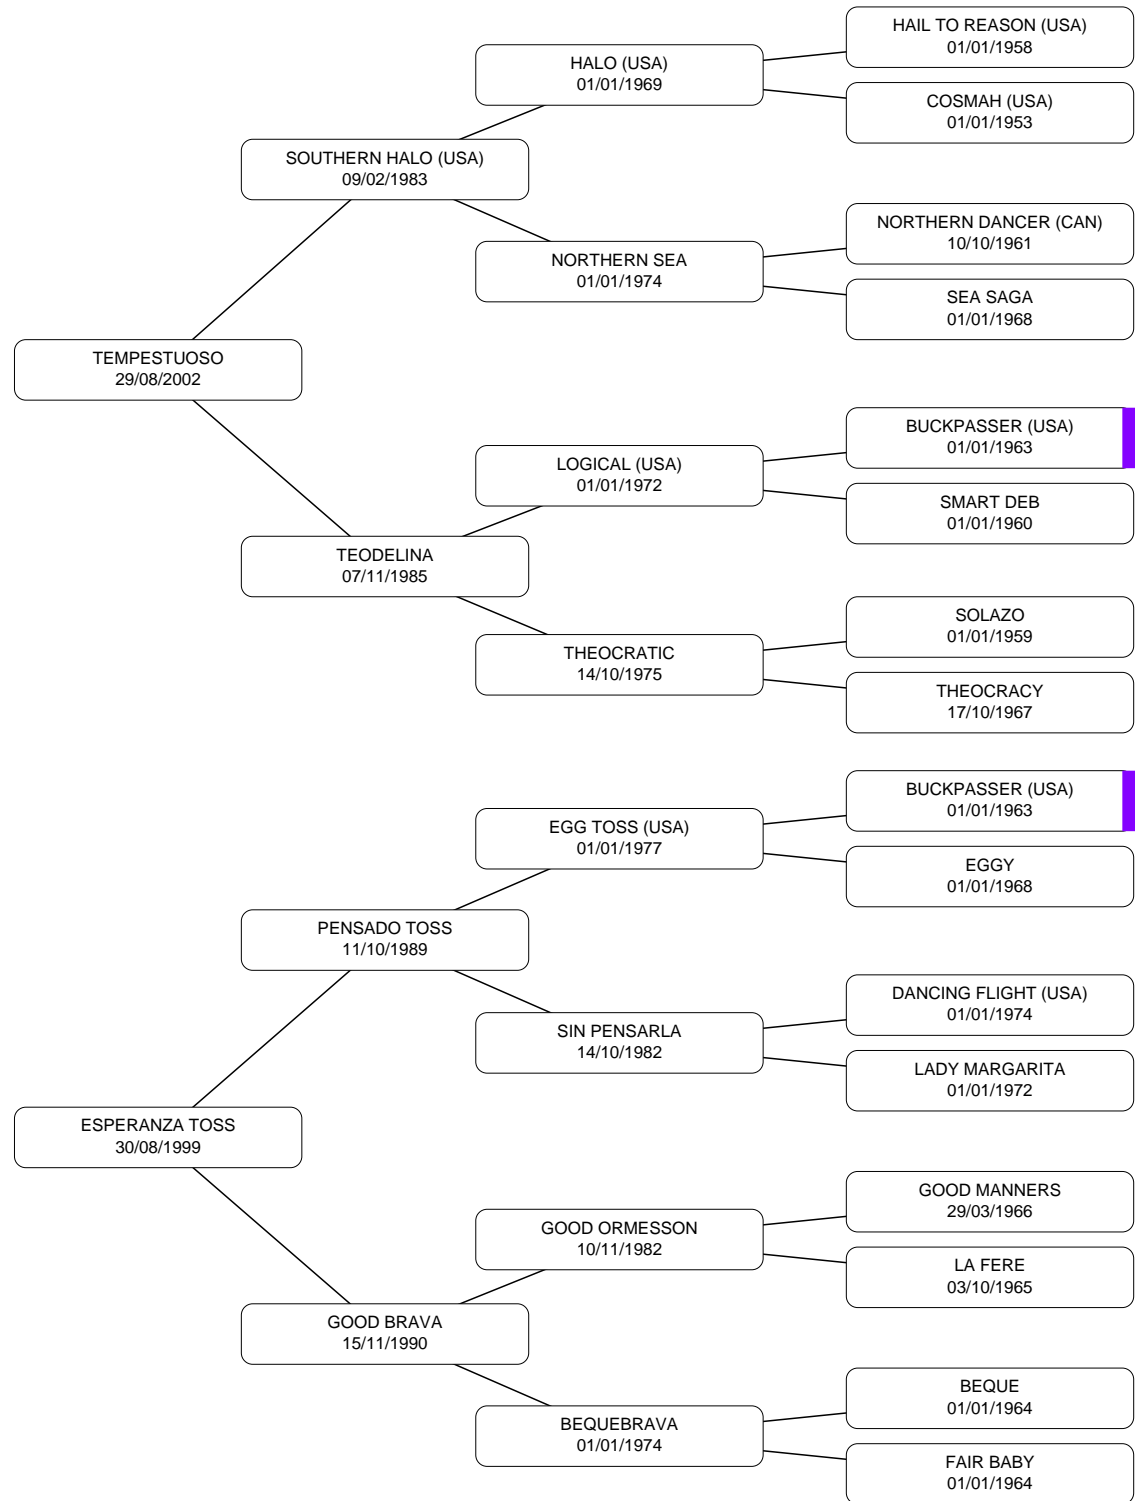 HAIL TO REASON (USA)
01/01/1958
HALO (USA)
01/01/1969
COSMAH (USA)
01/01/1953
SOUTHERN HALO (USA)
09/02/1983
NORTHERN DANCER (CAN)
10/10/1961
NORTHERN SEA
01/01/1974
SEA SAGA
01/01/1968
TEMPESTUOSO
29/08/2002
BUCKPASSER (USA)
01/01/1963
LOGICAL (USA)
01/01/1972
SMART DEB
01/01/1960
TEODELINA
07/11/1985
SOLAZO
01/01/1959
THEOCRATIC
14/10/1975
THEOCRACY
17/10/1967
BUCKPASSER (USA)
01/01/1963
EGG TOSS (USA)
01/01/1977
EGGY
01/01/1968
PENSADO TOSS
11/10/1989
DANCING FLIGHT (USA)
01/01/1974
SIN PENSARLA
14/10/1982
LADY MARGARITA
01/01/1972
ESPERANZA TOSS
30/08/1999
GOOD MANNERS
29/03/1966
GOOD ORMESSON
10/11/1982
LA FERE
03/10/1965
GOOD BRAVA
15/11/1990
BEQUE
01/01/1964
BEQUEBRAVA
01/01/1974
FAIR BABY
01/01/1964